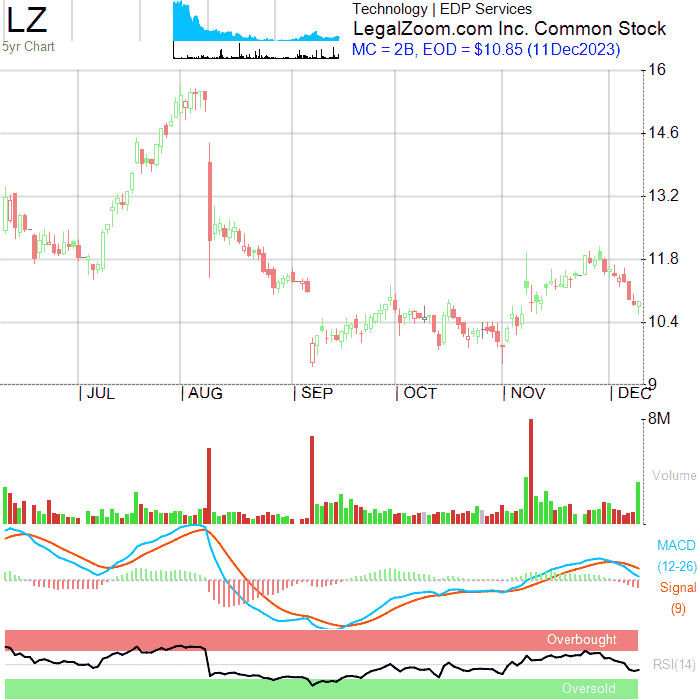 LZ
5yr Chart
Technology | EDP Services
LegalZoom.com Inc. Common Stock
MC = 2B, EOD = $10.85 (11Dec2023)
16
14.6
13.2
11.8
10.4
9
JUL AUG SEP OCT NOV DEC
8M
Volume
MACD
(12-26)
Signal
(9)
Overbought
RSI(14)
Oversold